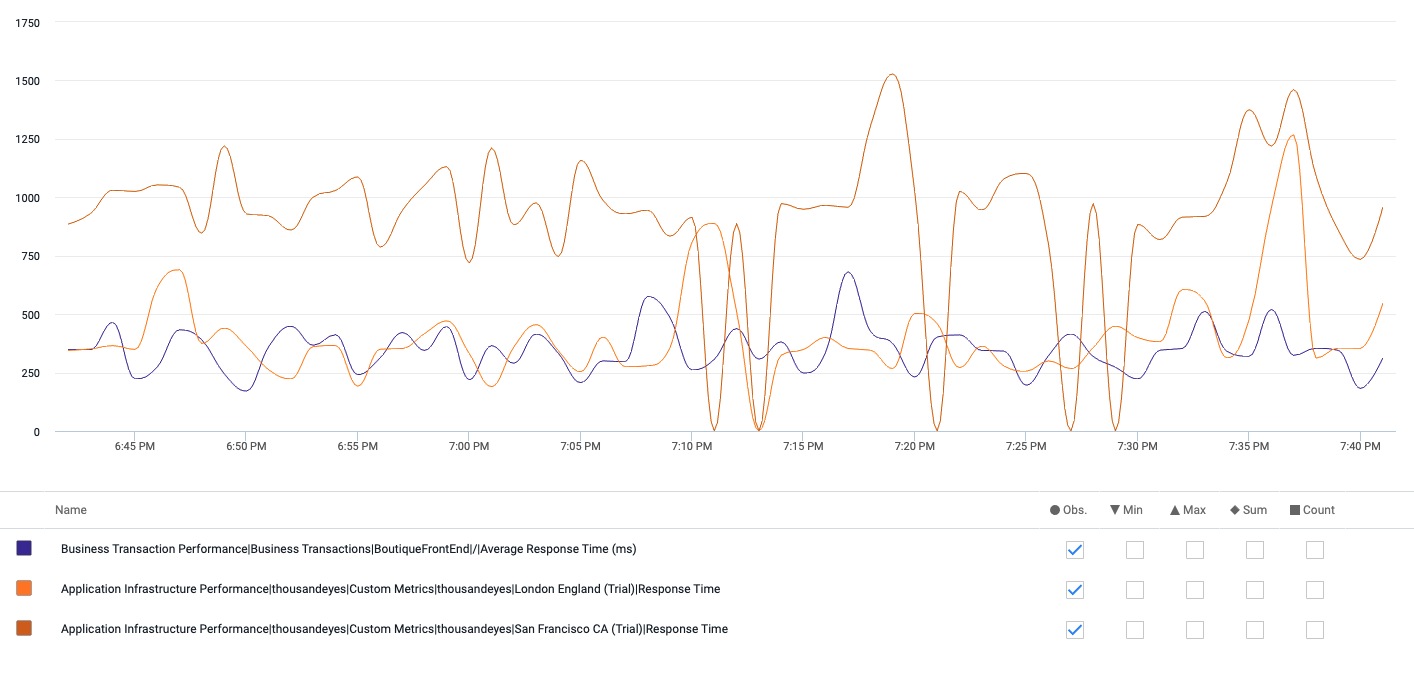 1750
1500
1250
1000
750
500
250
0
6:45 PM 6:50 PM 6:55 PM 7:00 PM 7:05 PM 7:10 PM 7:15 PM 7:20 PM 7:25 PM 7:30 PM 7:35 PM 7:40 PM
Name Obs. Min Max Sum Count
Business Transaction Performance|Business Transactions|BoutiqueFrontEnd|/|Average Response Time (ms)
Application Infrastructure Performance|thousandeyes|Custom Metrics|thousandeyes|London England (Trial)|Response Time
Application Infrastructure Performance|thousandeyes|Custom Metrics|thousandeyes|San Francisco CA (Trial)|Response Time